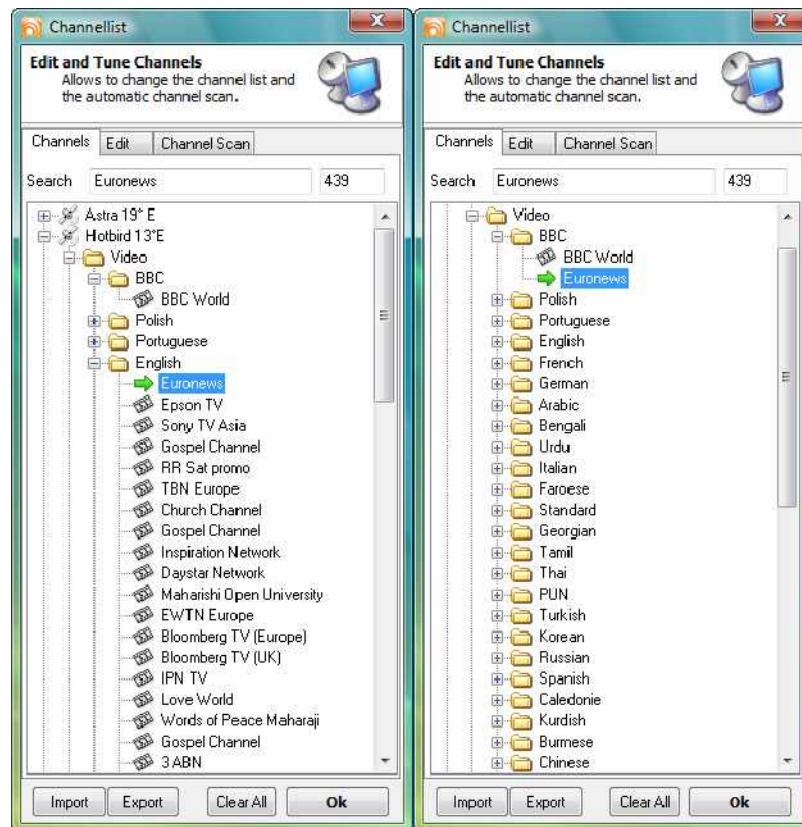 Channellist
Edit and Tune Channels
Allows to change the channel list and
the automatic channel scan.
Channels Edit Channel Scan
Search Euronews 439
Astra 19° E
Hotbird 13°E
Video
BBC
BBC World
Polish
Portuguese
English
Euronews
Epson TV
Sony TV Asia
Gospel Channel
RR Sat promo
TBN Europe
Church Channel
Gospel Channel
Inspiration Network
Daystar Network
Maharishi Open University
EWTN Europe
Bloomberg TV (Europe)
Bloomberg TV (UK)
IPN TV
Love World
Words of Peace Maharaji
Gospel Channel
3 ABN
Import Export Clear All Ok
Channellist
Edit and Tune Channels
Allows to change the channel list and
the automatic channel scan.
Channels Edit Channel Scan
Search Euronews 439
Video
BBC
BBC World
Euronews
Polish
Portuguese
English
French
German
Arabic
Bengali
Urdu
Italian
Faroese
Standard
Georgian
Tamil
Thai
PUN
Turkish
Korean
Russian
Spanish
Caledonie
Kurdish
Burmese
Chinese
Import Export Clear All Ok